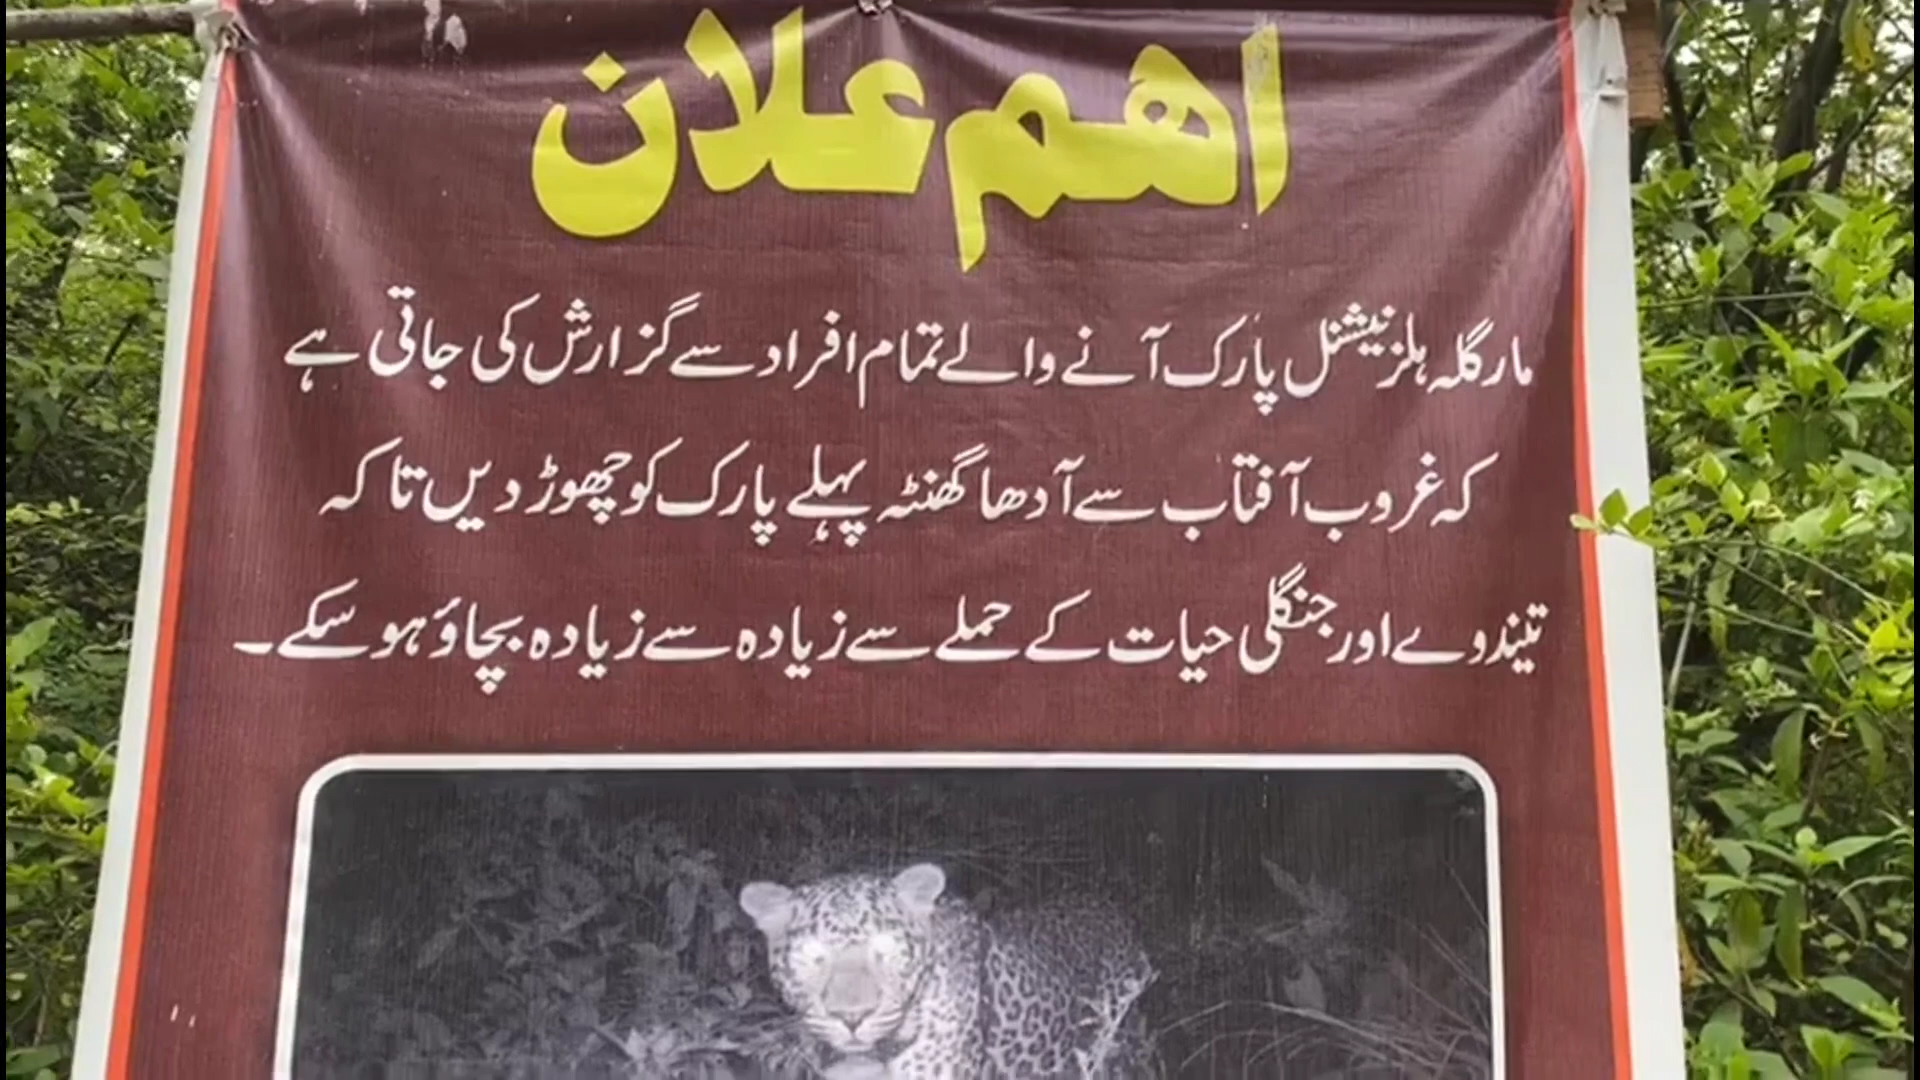 اہم علان
مارگلہ ہلز نیشنل پارک آنے والے تمام افراد سے گزارش کی جاتی ہے
کہ غروب آفتاب سے آدھا گھنٹہ پہلے پارک کو چھوڑ دیں تاکہ
تیندوے اور جنگلی حیات کے حملے سے زیادہ سے زیادہ بچاؤ ہو سکے۔